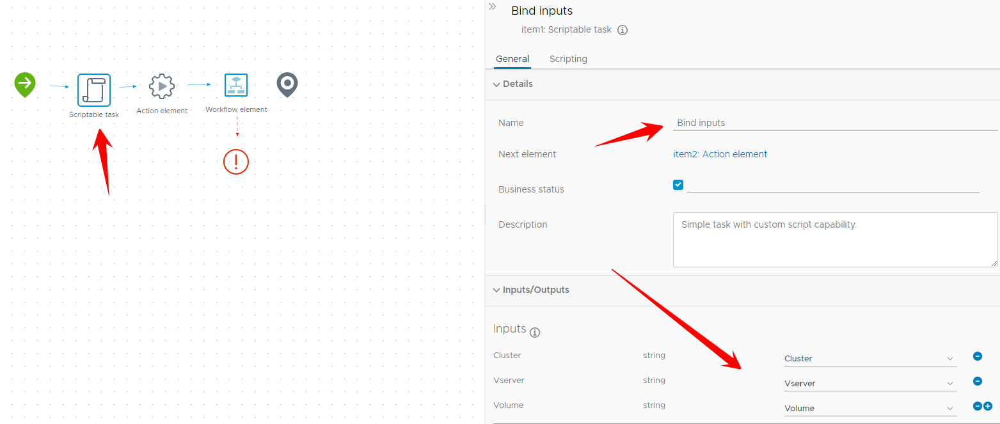 Bind inputs
item1: Scriptable task
General Scripting
Details
Scriptable task
Action element
Workflow element
Name Bind inputs
Next element item2: Action element
Business status
Description Simple task with custom script capability.
Inputs/Outputs
Inputs
Cluster string Cluster
Vserver string Vserver
Volume string Volume